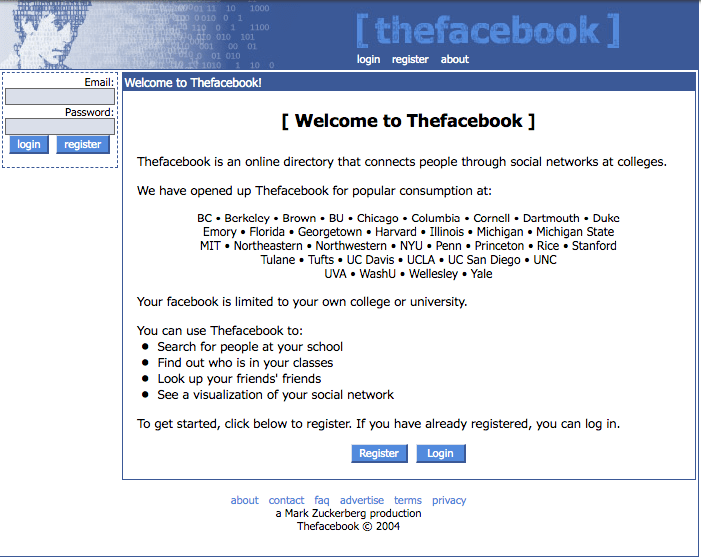 [ thefacebook ]
login register about
Email:
Password:
login register
Welcome to Thefacebook!
[ Welcome to Thefacebook ]
Thefacebook is an online directory that connects people through social networks at colleges.
We have opened up Thefacebook for popular consumption at:
BC • Berkeley • Brown • BU • Chicago • Columbia • Cornell • Dartmouth • Duke
Emory • Florida • Georgetown • Harvard • Illinois • Michigan • Michigan State
MIT • Northeastern • Northwestern • NYU • Penn • Princeton • Rice • Stanford
Tulane • Tufts • UC Davis • UCLA • UC San Diego • UNC
UVA • WashU • Wellesley • Yale
Your facebook is limited to your own college or university.
You can use Thefacebook to:
• Search for people at your school
• Find out who is in your classes
• Look up your friends' friends
• See a visualization of your social network
To get started, click below to register. If you have already registered, you can log in.
Register Login
about contact faq advertise terms privacy
a Mark Zuckerberg production
Thefacebook © 2004